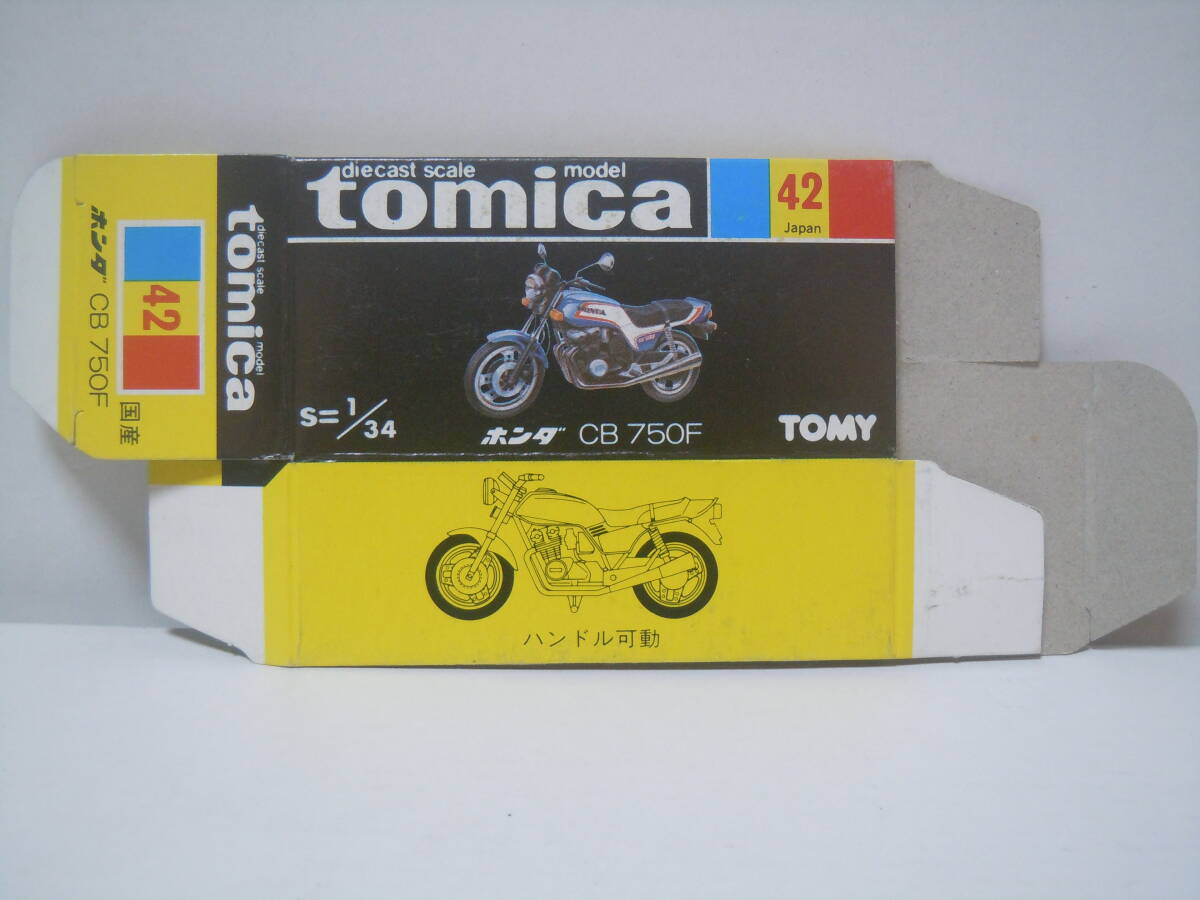 diecast scale model
tomica
42
Japan
HONDA
S=1/34
ホンダ CB 750F
TOMY
ハンドル可動
diecast scale model
tomica
ホンダ CB 750F
42
国産